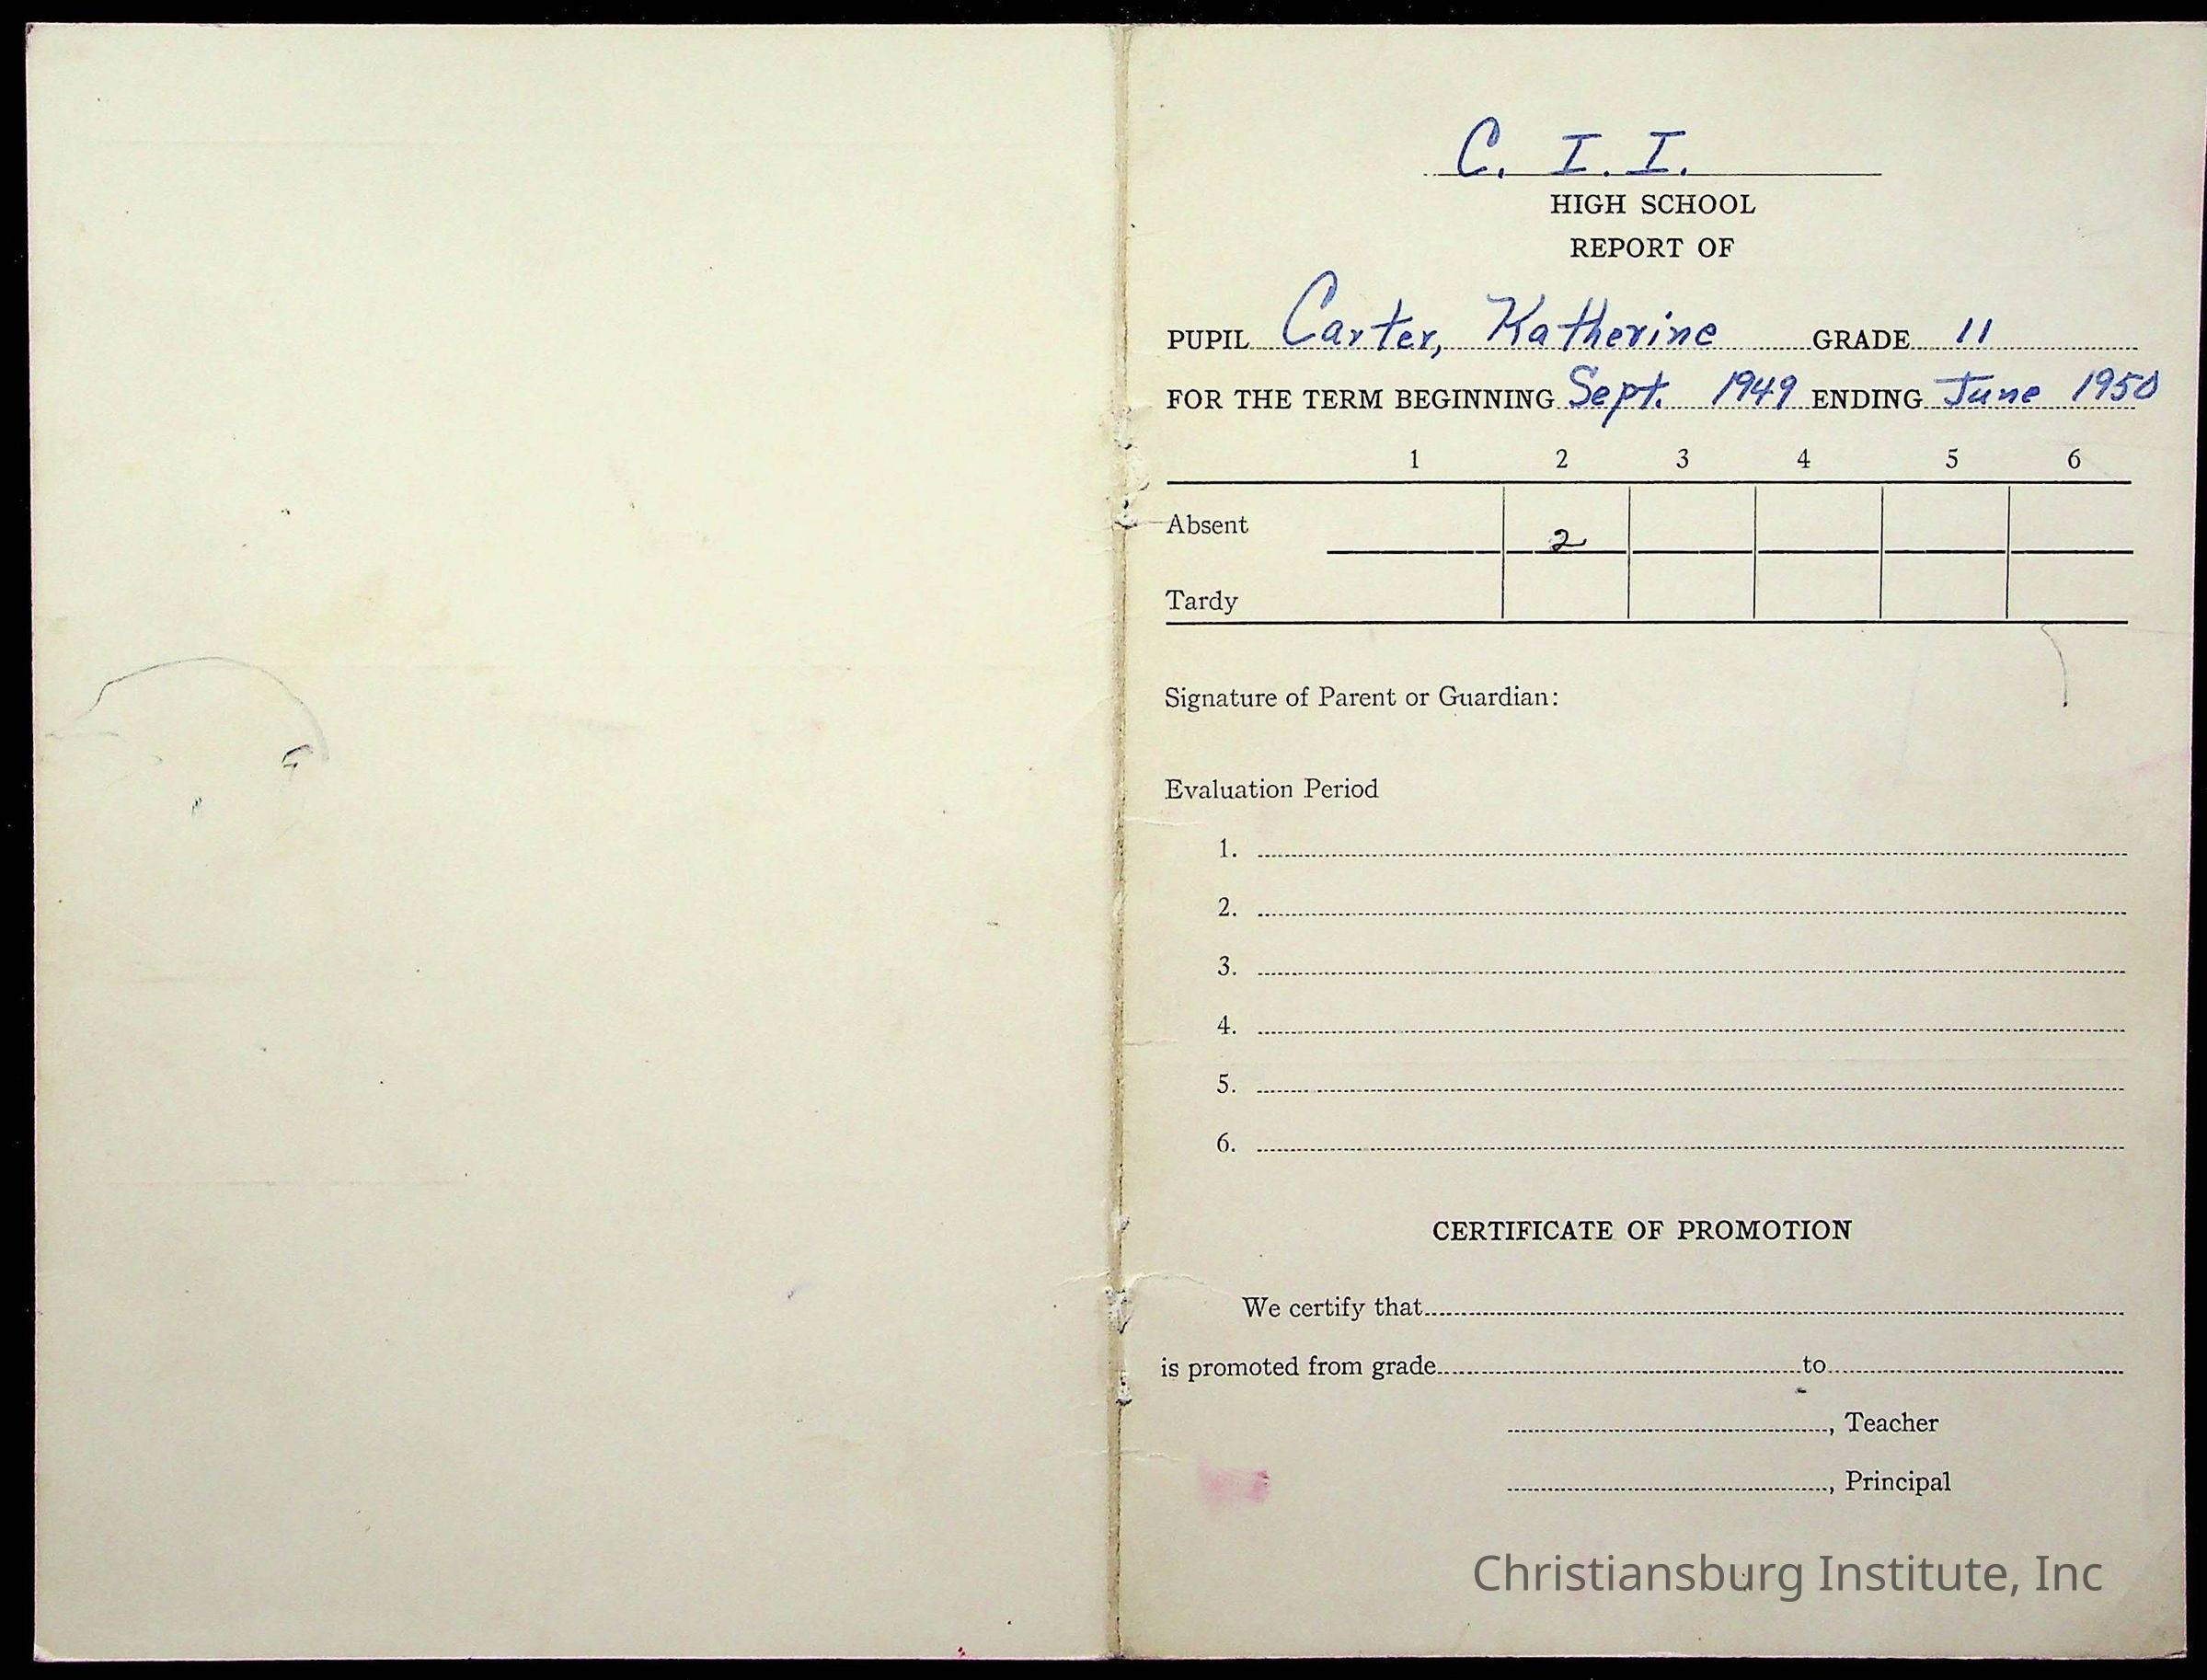 C. I. I.
HIGH SCHOOL
REPORT OF
PUPIL Carter, Katherine GRADE 11
FOR THE TERM BEGINNING Sept. 1949 ENDING June 1950
1 2 3 4 5 6
Absent 2
Tardy
Signature of Parent or Guardian:
Evaluation Period
1.
2.
3.
4.
5.
6.
CERTIFICATE OF PROMOTION
We certify that
is promoted from grade to
, Teacher
, Principal
Christiansburg Institute, Inc